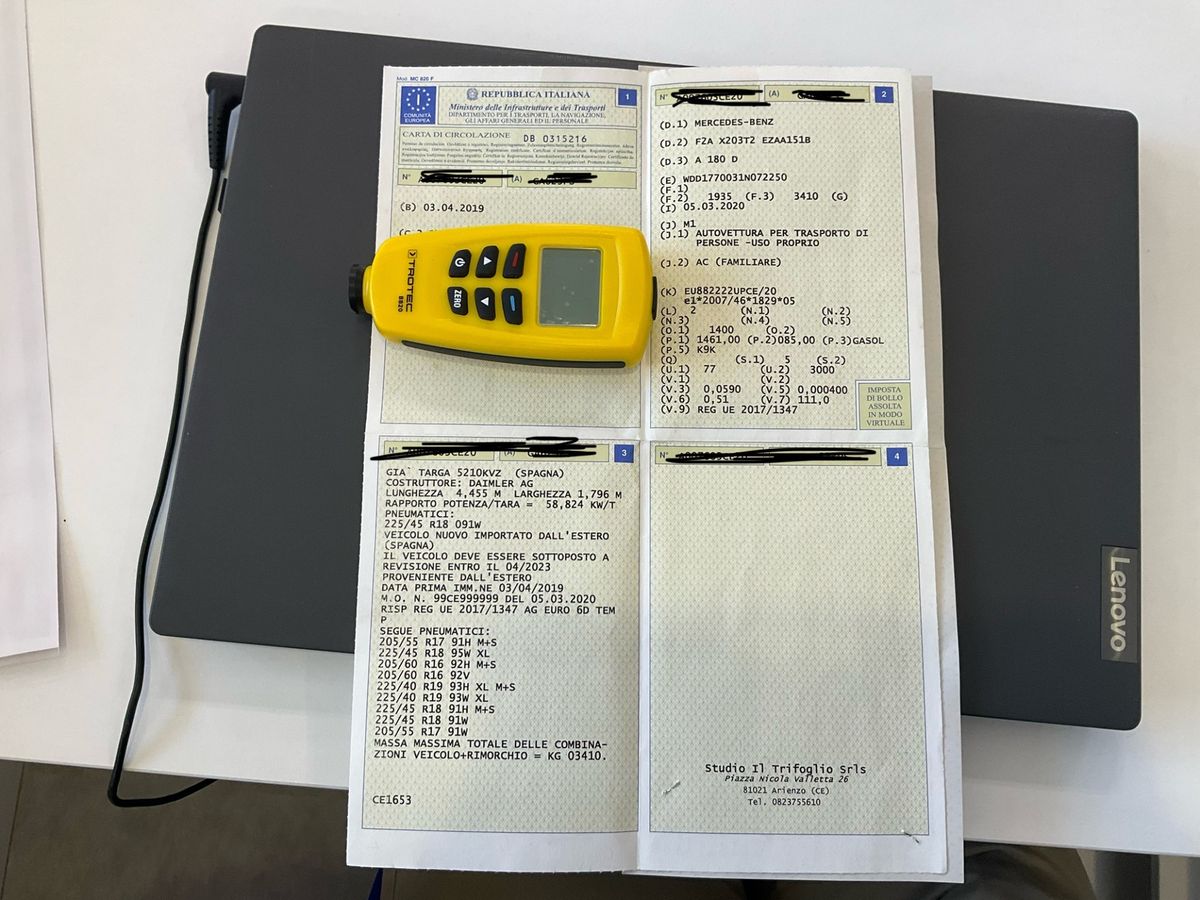 Mod. MC 820 F
COMUNITÀ EUROPEA
REPUBBLICA ITALIANA
1
Ministero delle Infrastrutture e dei Trasporti
DIPARTIMENTO PER I TRASPORTI, LA NAVIGAZIONE,
GLI AFFARI GENERALI ED IL PERSONALE
CARTA DI CIRCOLAZIONE DB 0315216
N° (A)
(B) 03.04.2019
TROTEC
BB20
ZERO
N° (A)
2
(D.1) MERCEDES-BENZ
(D.2) F2A X203T2 EZAA151B
(D.3) A 180 D
(E) WDD1770031N072250
(F.1)
(F.2) 1935 (F.3) 3410 (G)
(I) 05.03.2020
(J) M1
(J.1) AUTOVETTURA PER TRASPORTO DI
PERSONE -USO PROPRIO
(J.2) AC (FAMILIARE)
(K) EU882222UPCE/20
e1*2007/46*1829*05
(L) 2 (N.1) (N.2)
(N.3) (N.4) (N.5)
(O.1) 1400 (O.2)
(P.1) 1461,00 (P.2)085,00 (P.3)GASOL
(P.5) K9K
(Q) (S.1) 5 (S.2)
(U.1) 77 (U.2) 3000
(V.1) (V.2)
(V.3) 0,0590 (V.5) 0,000400
(V.6) 0,51 (V.7) 111,0
(V.9) REG UE 2017/1347
IMPOSTA
DI BOLLO
ASSOLTA
IN MODO
VIRTUALE
N° (A)
3
GIA` TARGA 5210KVZ (SPAGNA)
COSTRUTTORE: DAIMLER AG
LUNGHEZZA 4,455 M LARGHEZZA 1,796 M
RAPPORTO POTENZA/TARA = 58,824 KW/T
PNEUMATICI:
225/45 R18 091W
VEICOLO NUOVO IMPORTATO DALL'ESTERO
(SPAGNA)
IL VEICOLO DEVE ESSERE SOTTOPOSTO A
REVISIONE ENTRO IL 04/2023
PROVENIENTE DALL'ESTERO
DATA PRIMA IMM.NE 03/04/2019
M.O. N. 99CE999999 DEL 05.03.2020
RISP REG UE 2017/1347 AG EURO 6D TEM
P
SEGUE PNEUMATICI:
205/55 R17 91H M+S
225/45 R18 95W XL
205/60 R16 92H M+S
205/60 R16 92V
225/40 R19 93H XL M+S
225/40 R19 93W XL
225/45 R18 91H M+S
225/45 R18 91W
205/55 R17 91W
MASSA MASSIMA TOTALE DELLE COMBINA-
ZIONI VEICOLO+RIMORCHIO = KG 03410.
CE1653
N°
4
Studio Il Trifoglio Srls
Piazza Nicola Valletta 26
81021 Arienzo (CE)
Tel. 0823755610
Lenovo